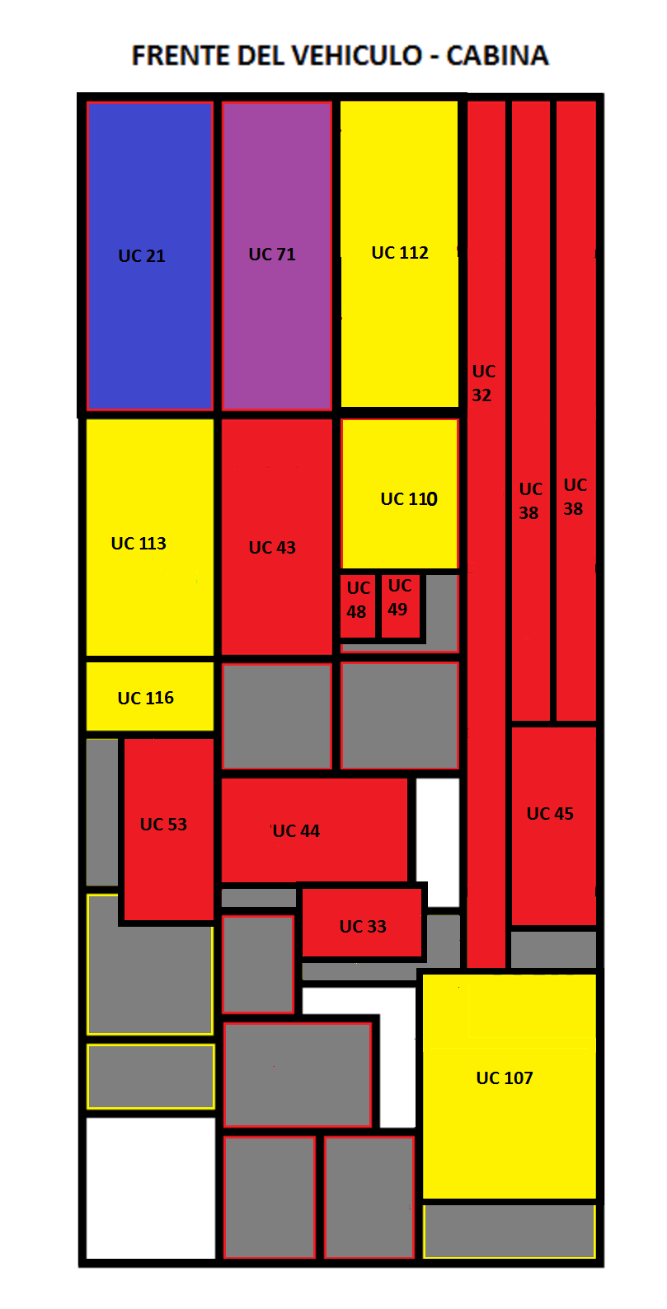 FRENTE DEL VEHICULO - CABINA
UC 21
UC 71
UC 112
UC
32
UC
38
UC
38
UC 113
UC 43
UC 110
UC
48
UC
49
UC 116
UC 53
UC 44
UC 45
UC 33
UC 107